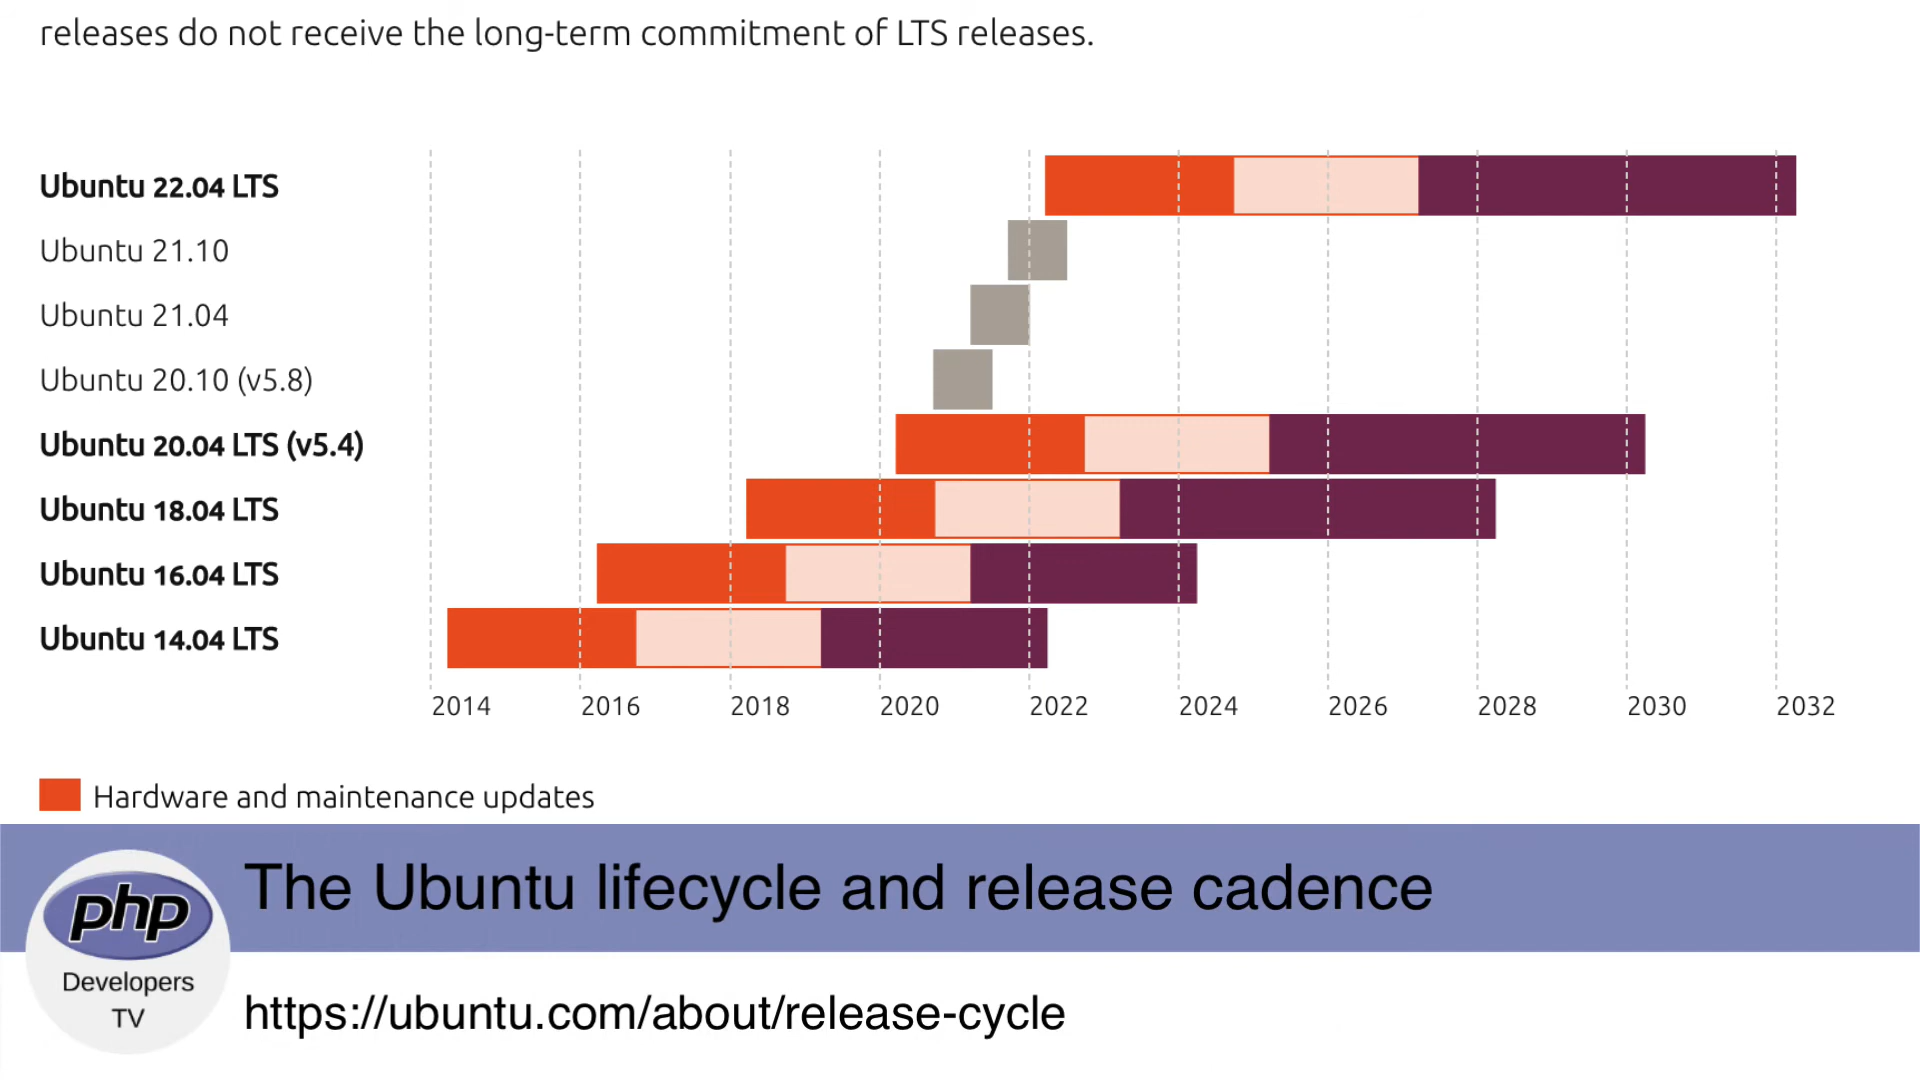 releases do not receive the long-term commitment of LTS releases.
Ubuntu 22.04 LTS
Ubuntu 21.10
Ubuntu 21.04
Ubuntu 20.10 (v5.8)
Ubuntu 20.04 LTS (v5.4)
Ubuntu 18.04 LTS
Ubuntu 16.04 LTS
Ubuntu 14.04 LTS
2014 2016 2018 2020 2022 2024 2026 2028 2030 2032
Hardware and maintenance updates
The Ubuntu lifecycle and release cadence
php
Developers
TV
https://ubuntu.com/about/release-cycle